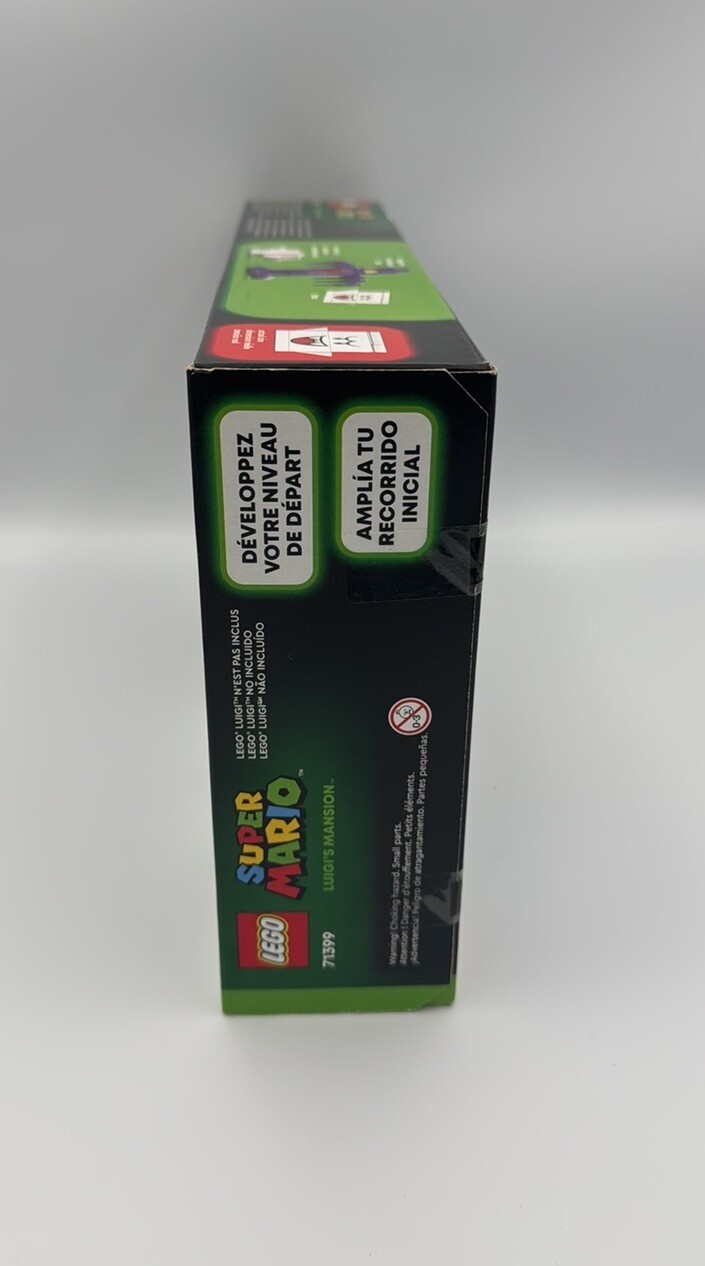 DÉVELOPPEZ
VOTRE NIVEAU
DE DÉPART
AMPLÍA TU
RECORRIDO
INICIAL
LEGO® LUIGI™ N'EST PAS INCLUS
LEGO® LUIGI™ NO INCLUIDO
LEGO® LUIGI™ NÃO INCLUÍDO
LEGO
SUPER
MARIO™
LUIGI'S MANSION™
71399
0-3
Warning! Choking hazard. Small parts.
Attention ! Danger d'étouffement. Petits éléments.
¡Advertencia! Peligro de atragantamiento. Partes pequeñas.